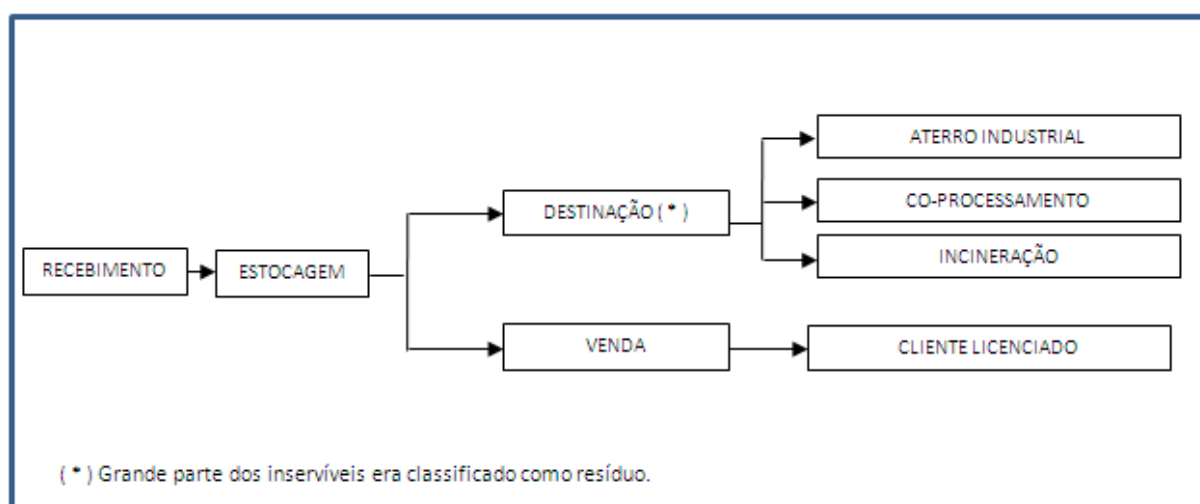 ATERRO INDUSTRIAL
DESTINAÇÃO ( * )
CO-PROCESSAMENTO
INCINERAÇÃO
RECEBIMENTO
ESTOCAGEM
VENDA
CLIENTE LICENCIADO
( * ) Grande parte dos inservíveis era classificado como resíduo.